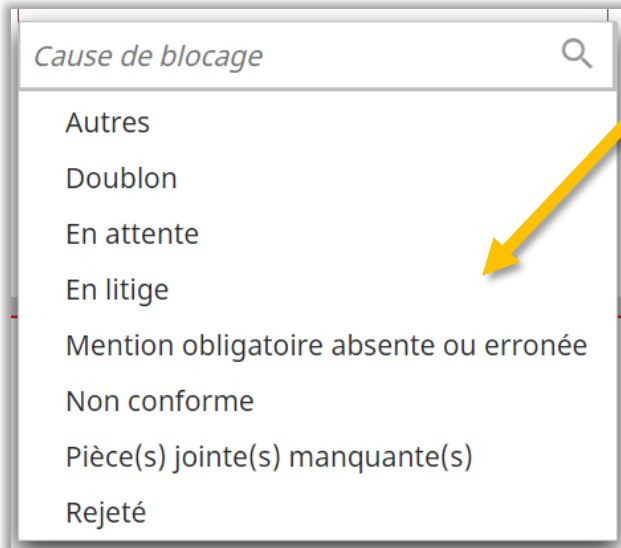 Cause de blocage
Autres
Doublon
En attente
En litige
Mention obligatoire absente ou erronée
Non conforme
Pièce(s) jointe(s) manquante(s)
Rejeté